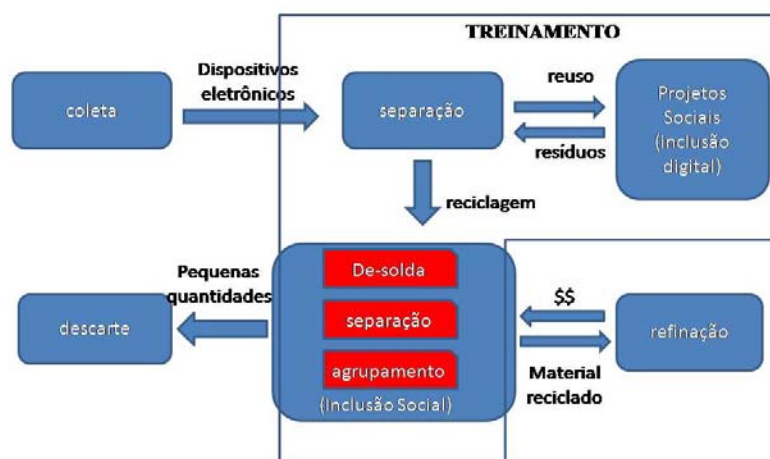 TREINAMENTO
coleta
Dispositivos
eletrônicos
separação
reuso
resíduos
Projetos
Sociais
(inclusão
digital)
reciclagem
De-solda
separação
agrupamento
(Inclusão Social)
Pequenas
quantidades
descarte
$$
Material
reciclado
refinação